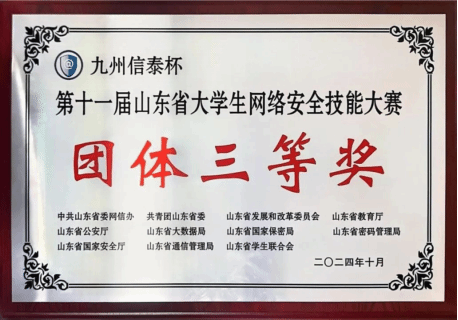 九州信泰杯
第十一届山东省大学生网络安全技能大赛
团体三等奖
中共山东省委网信办 共青团山东省委 山东省发展和改革委员会 山东省教育厅
山东省公安厅 山东省大数据局 山东省国家保密局 山东省密码管理局
山东省国家安全厅 山东省通信管理局 山东省学生联合会
二〇二四年十月